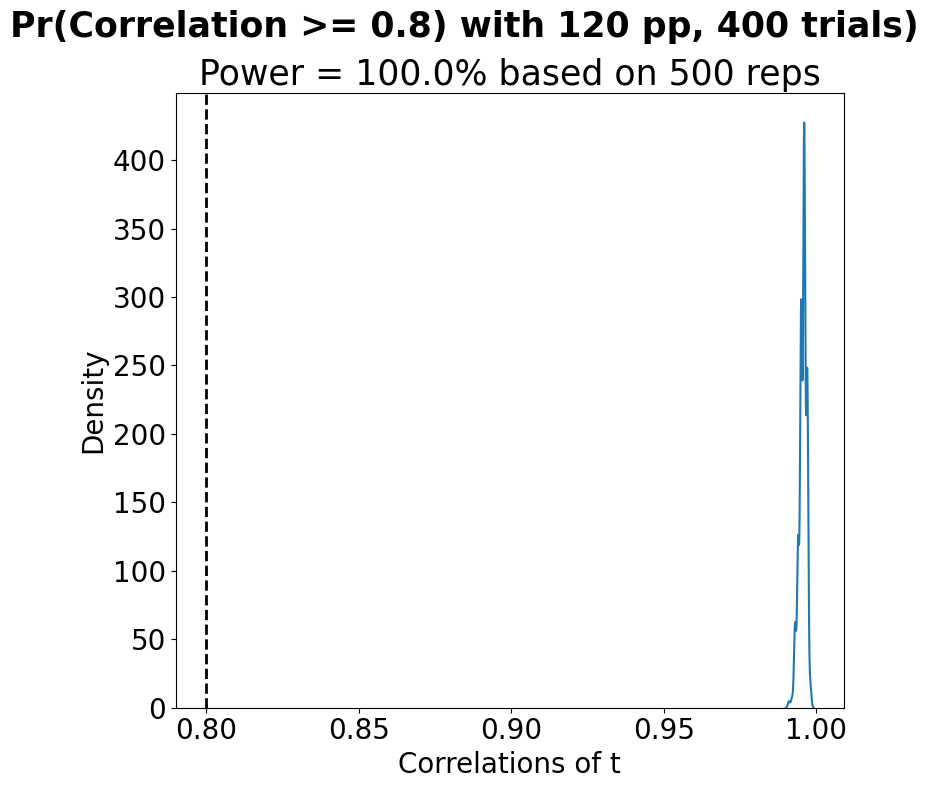 Pr(Correlation >= 0.8) with 120 pp, 400 trials)
Power = 100.0% based on 500 reps
400
350
300
250
200
150
100
50
0
Density
0.80 0.85 0.90 0.95 1.00
Correlations of t